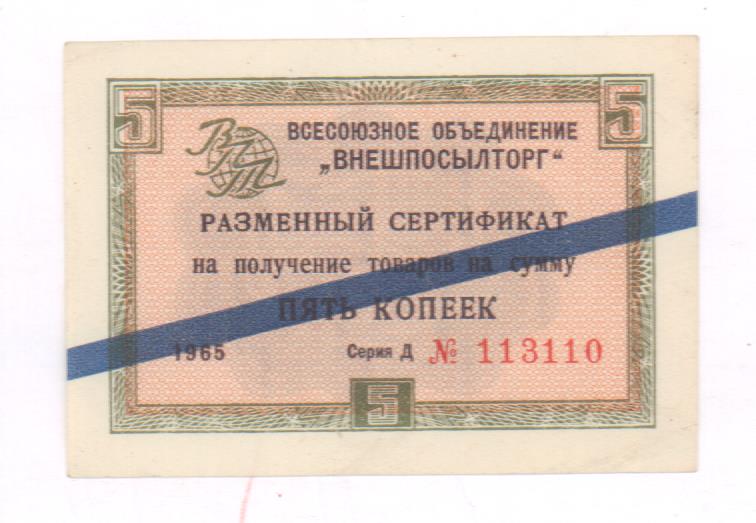 5 5
ВПТ
ВСЕСОЮЗНОЕ ОБЪЕДИНЕНИЕ
„ВНЕШПОСЫЛТОРГ“
РАЗМЕННЫЙ СЕРТИФИКАТ
на получение товаров на сумму
ПЯТЬ КОПЕЕК
1965 Серия Д № 113110
5